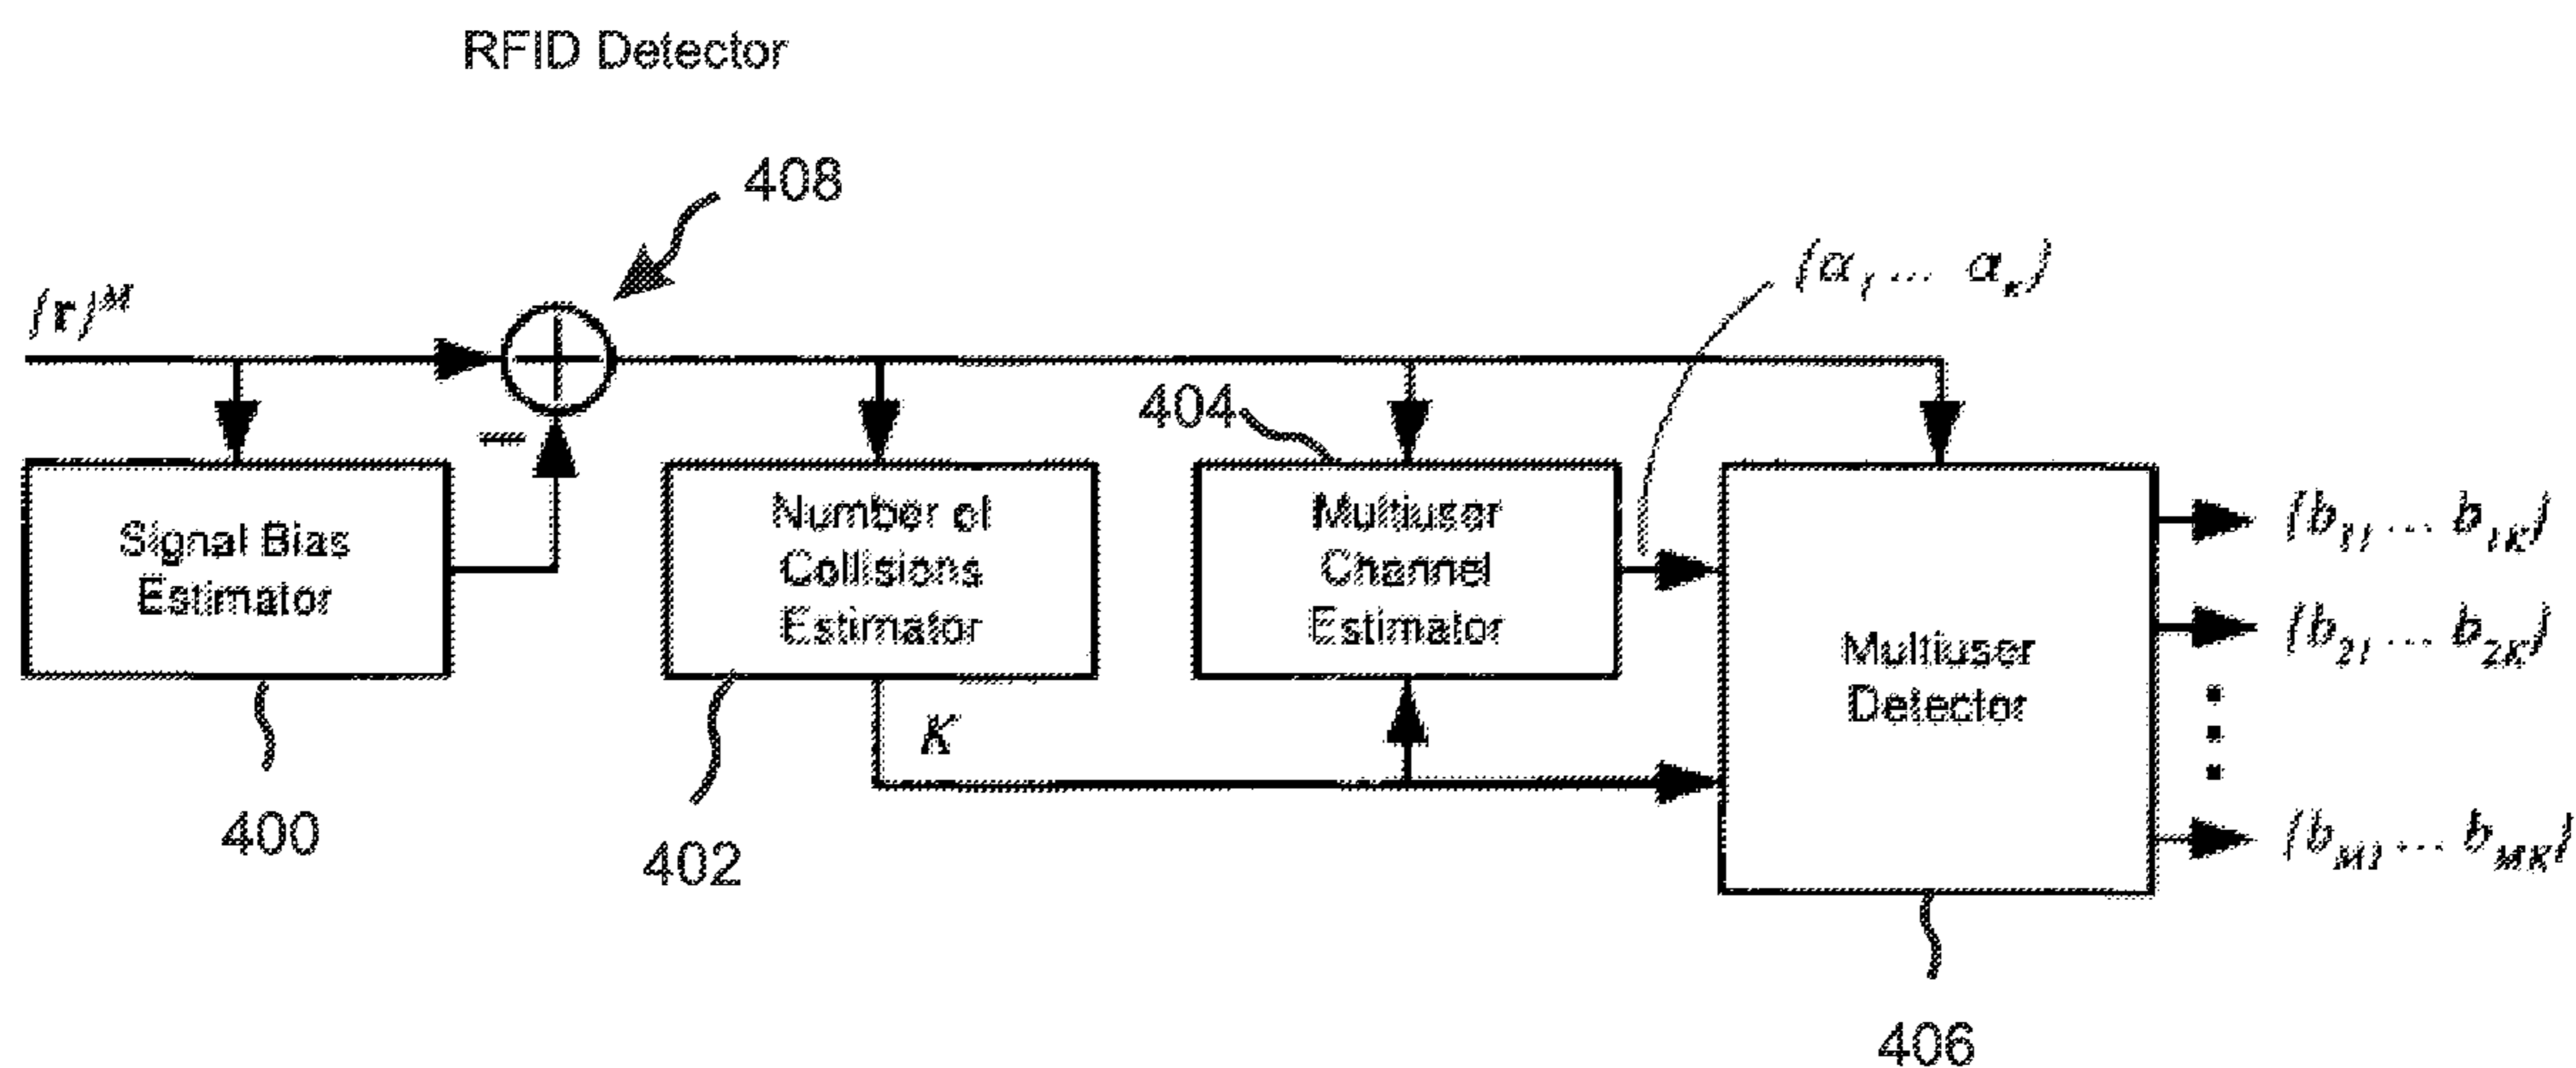 RFID Detector
408
{r}^M
{α_1 ... α_K}
404
−
Signal Bias
Estimator
Number of
Collisions
Estimator
Multiuser
Channel
Estimator
Multiuser
Detector
{b_11 ... b_1K}
{b_21 ... b_2K}
{b_M1 ... b_MK}
K
400
402
406